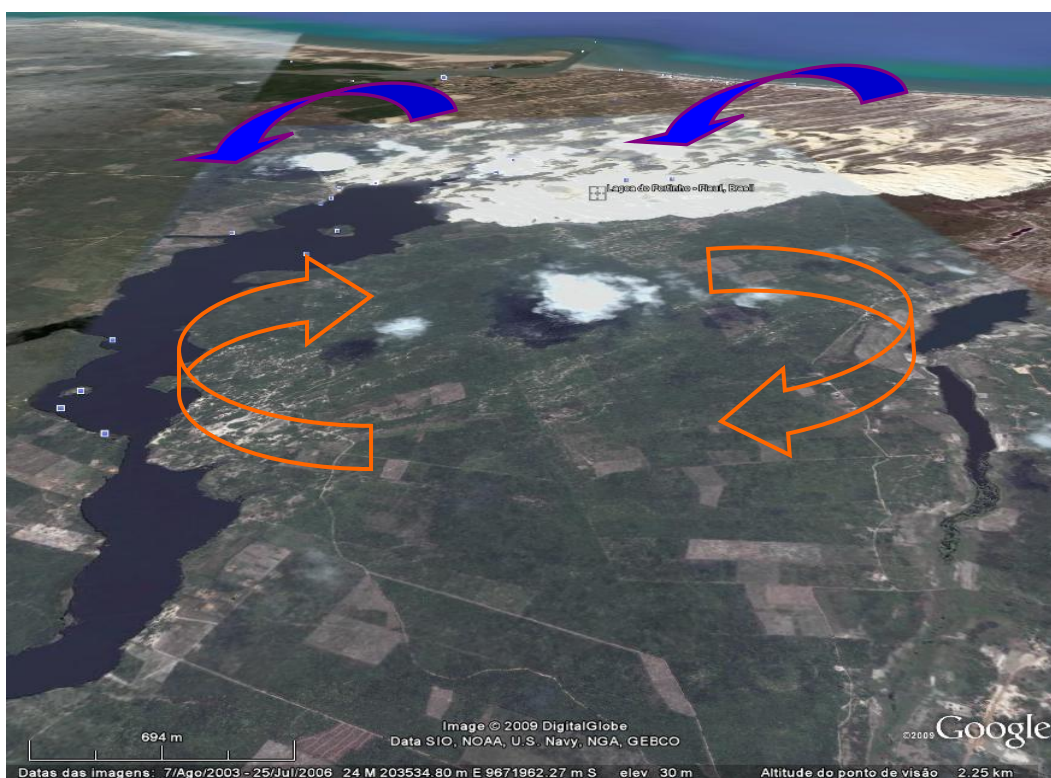 Lagoa do Portinho - Piauí, Brasil
694 m
Image © 2009 DigitalGlobe
Data SIO, NOAA, U.S. Navy, NGA, GEBCO
©2009 Google
Datas das imagens: 7/Ago/2003 - 25/Jul/2006 24 M 203534.80 m E 9671962.27 m S elev 30 m Altitude do ponto de visão 2.25 km